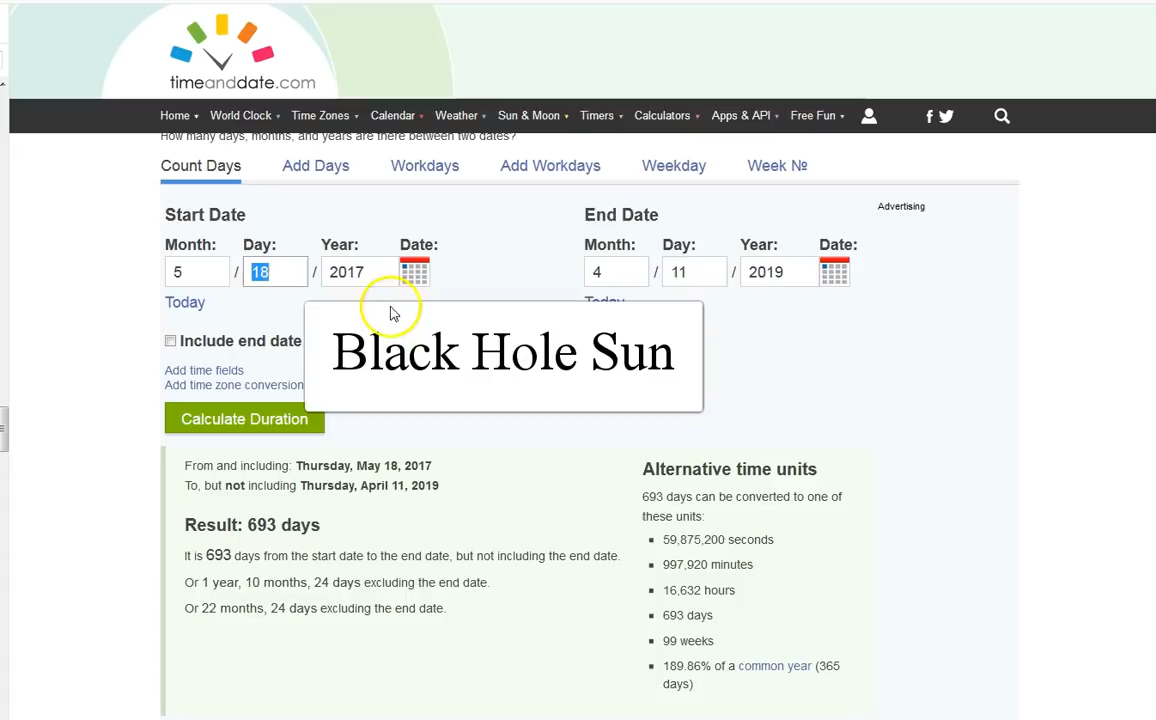 timeanddate.com
Home World Clock Time Zones Calendar Weather Sun & Moon Timers Calculators Apps & API Free Fun
How many days, months, and years are there between two dates?
Count Days Add Days Workdays Add Workdays Weekday Week №
Advertising
Start Date End Date
Month: Day: Year: Date: Month: Day: Year: Date:
5 / 18 / 2017 4 / 11 / 2019
Today Today
Include end date
Black Hole Sun
Add time fields
Add time zone conversion
Calculate Duration
From and including: Thursday, May 18, 2017
To, but not including Thursday, April 11, 2019
Result: 693 days
It is 693 days from the start date to the end date, but not including the end date.
Or 1 year, 10 months, 24 days excluding the end date.
Or 22 months, 24 days excluding the end date.
Alternative time units
693 days can be converted to one of
these units:
59,875,200 seconds
997,920 minutes
16,632 hours
693 days
99 weeks
189.86% of a common year (365
days)